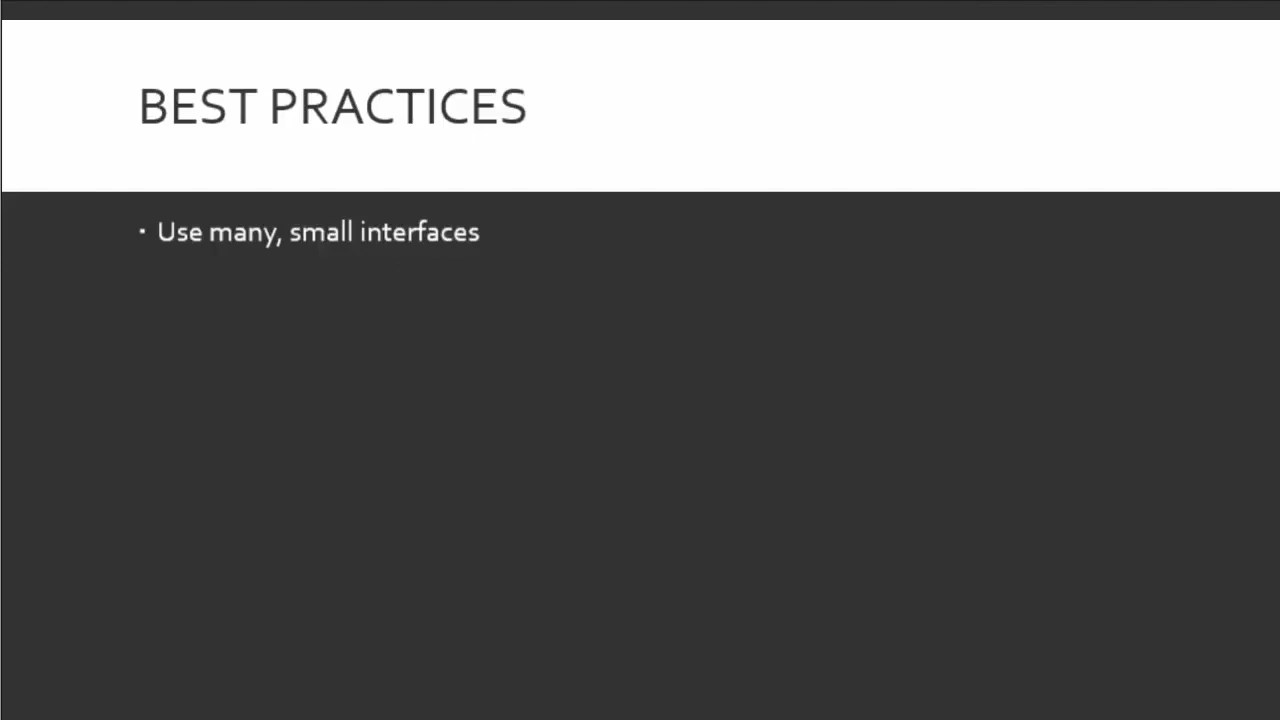 BEST PRACTICES
▪ Use many, small interfaces